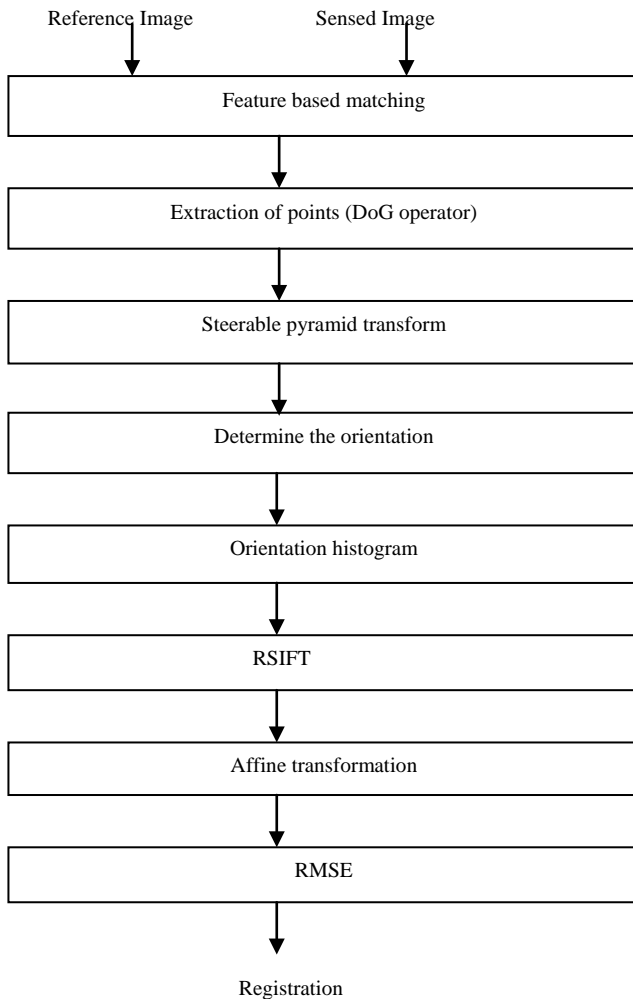 Reference Image Sensed Image
Feature based matching
Extraction of points (DoG operator)
Steerable pyramid transform
Determine the orientation
Orientation histogram
RSIFT
Affine transformation
RMSE
Registration